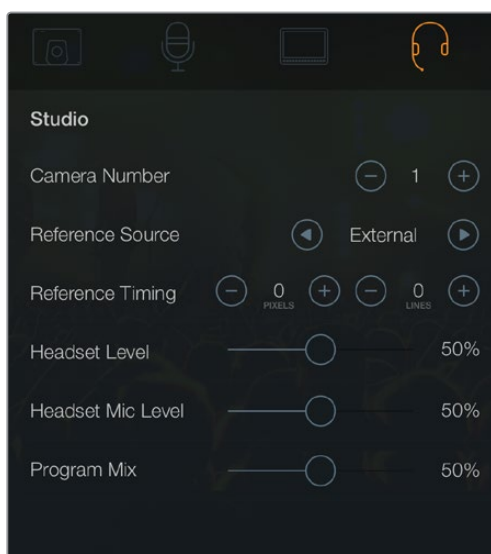 Studio
Camera Number − 1 +
Reference Source External
Reference Timing − 0 PIXELS + − 0 LINES +
Headset Level 50%
Headset Mic Level 50%
Program Mix 50%